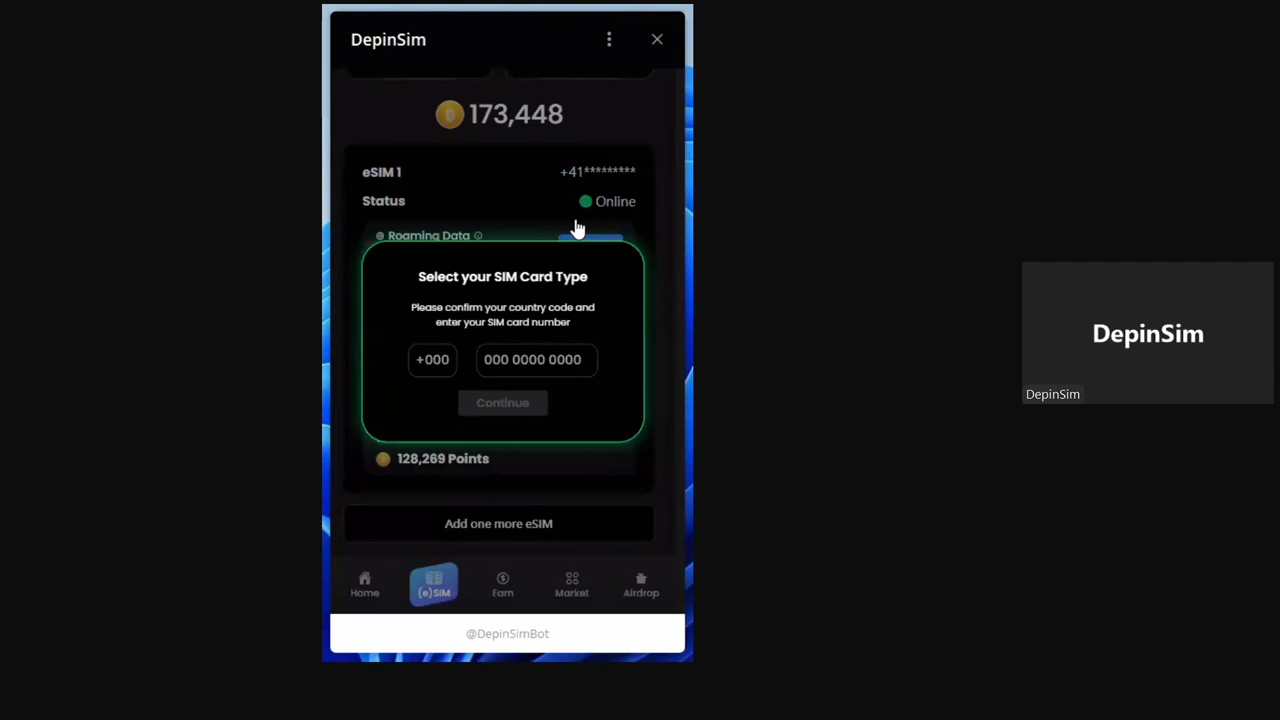 DepinSim
173,448
eSIM 1 +41*********
Status Online
Roaming Data
Select your SIM Card Type
Please confirm your country code and
enter your SIM card number
+000 000 0000 0000
Continue
128,269 Points
Add one more eSIM
Home (e)SIM Earn Market Airdrop
@DepinSimBot
DepinSim
DepinSim